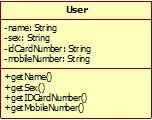 User
-name: String
-sex: String
-idCardNumber: String
-mobileNumber: String
+getName()
+getSex()
+getIDCardNumber()
+getMobileNumber()